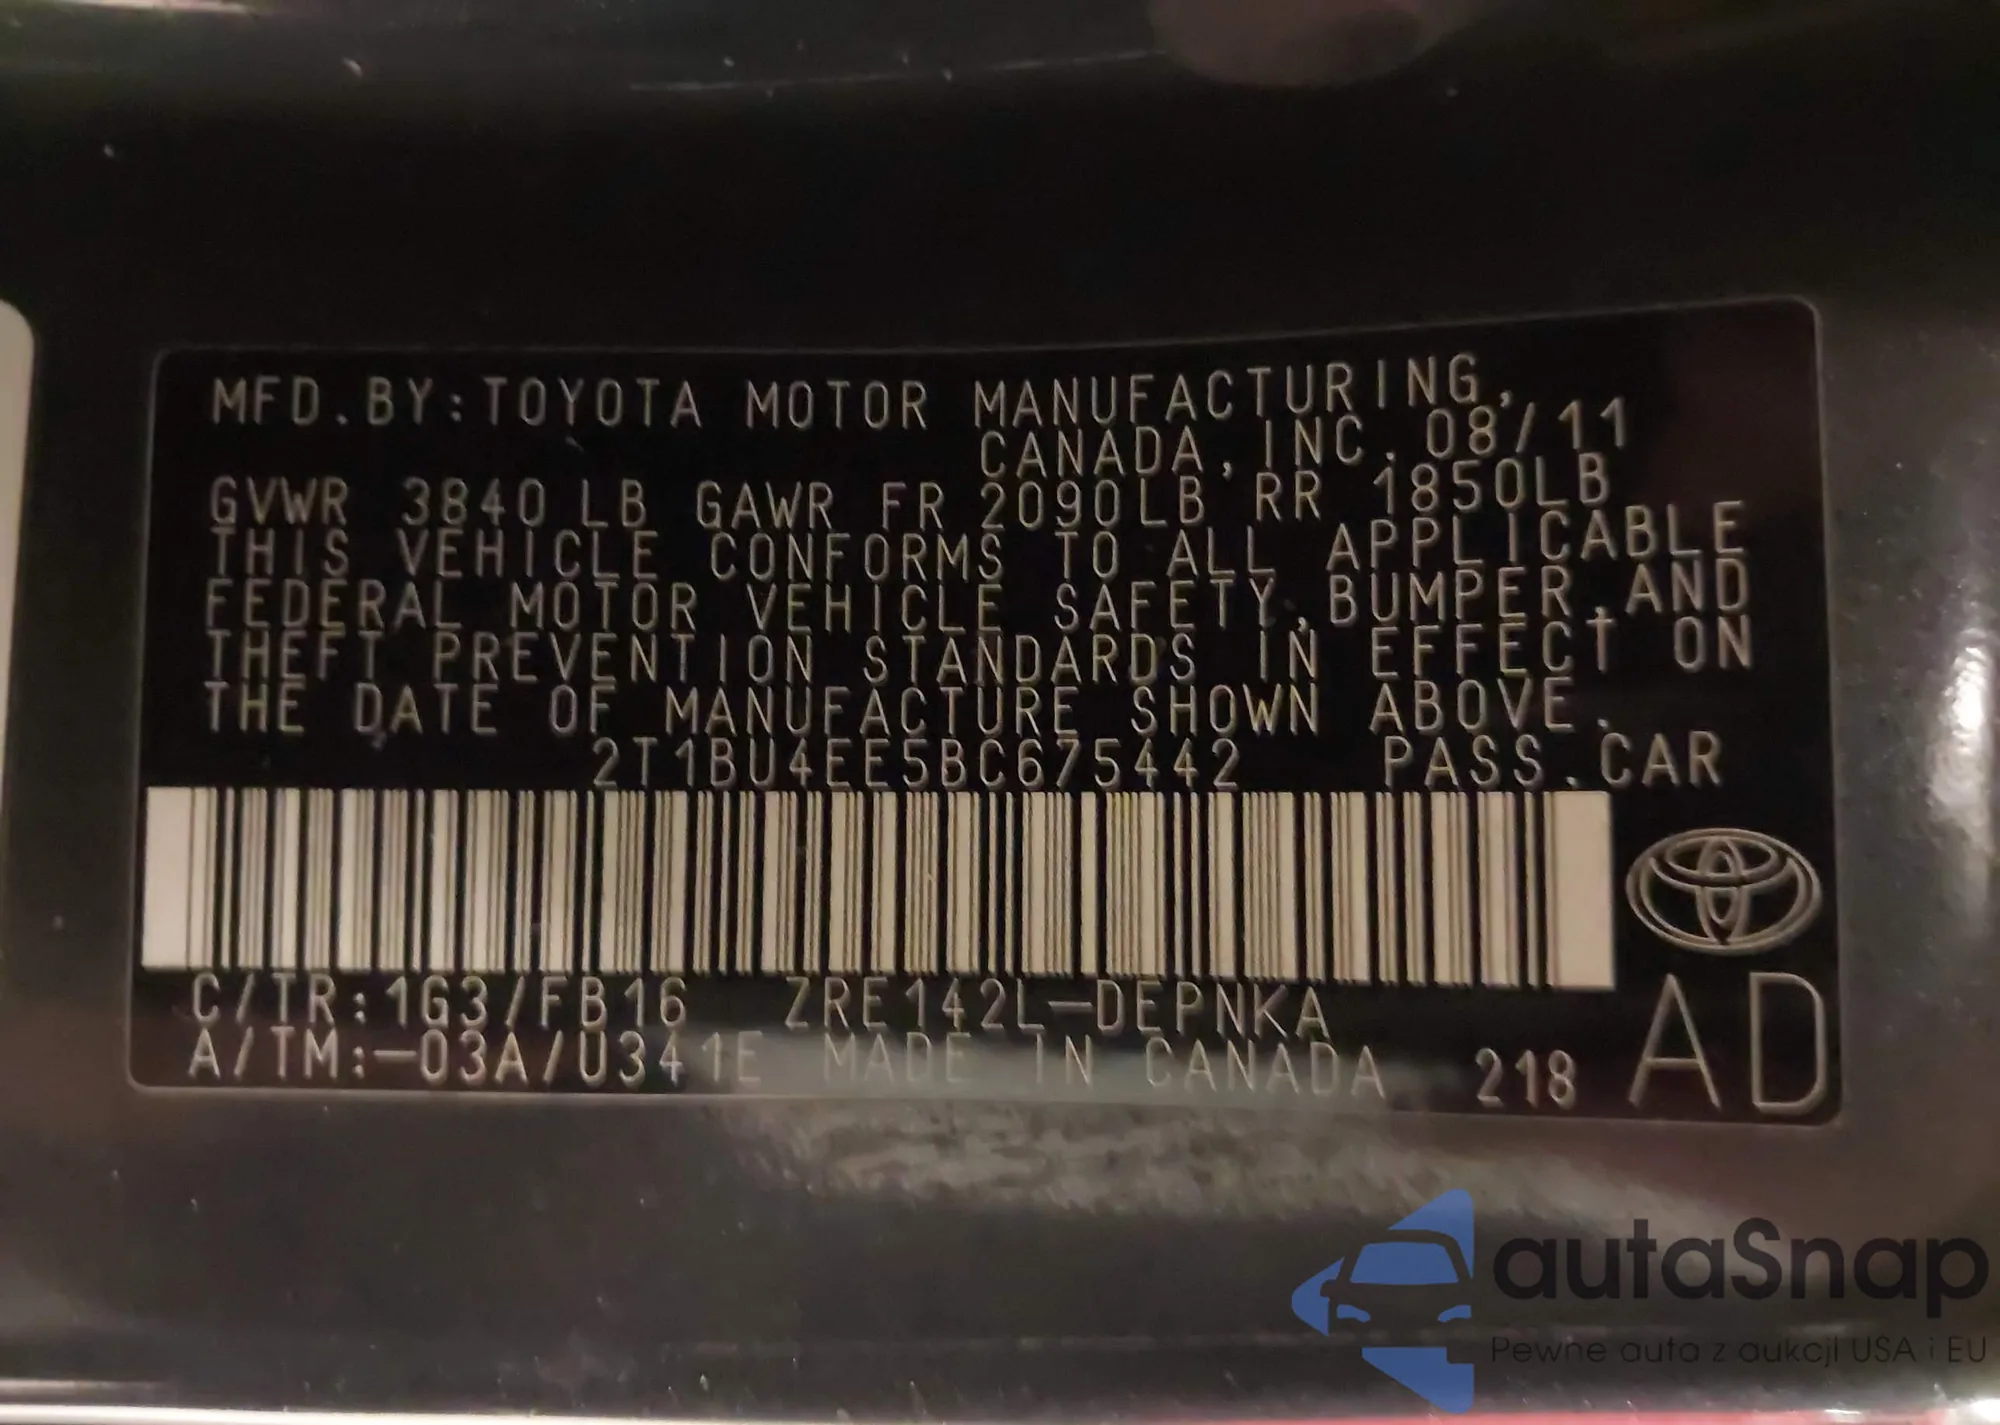 MFD.BY:TOYOTA MOTOR MANUFACTURING,
CANADA, INC. 08/11
GVWR 3840LB GAWR FR 2090LB RR 1850LB
THIS VEHICLE CONFORMS TO ALL APPLICABLE
FEDERAL MOTOR VEHICLE SAFETY,BUMPER,AND
THEFT PREVENTION STANDARDS IN EFFECT ON
THE DATE OF MANUFACTURE SHOWN ABOVE.
2T1BU4EE5BC675442 PASS.CAR
C/TR:1G3/FB16 ZRE142L-DEPNKA
A/TM:-03A/U341E MADE IN CANADA 218
AD
autaSnap
Pewne auta z aukcji USA i EU